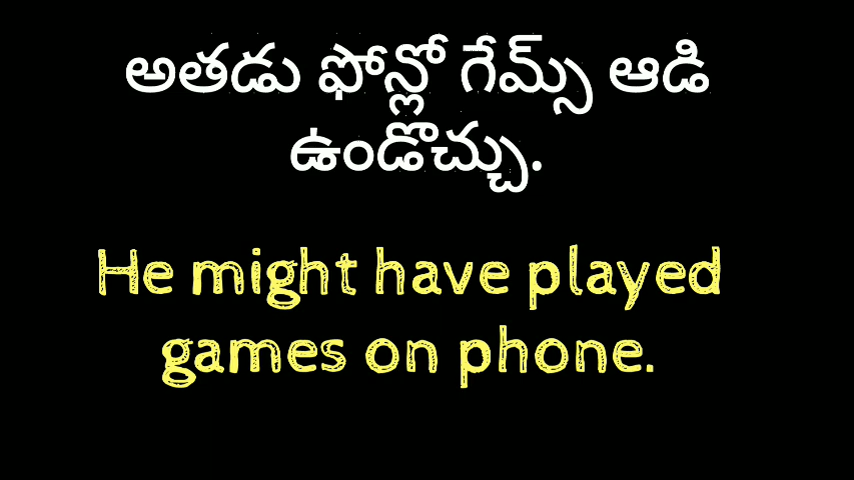 అతడు ఫోన్లో గేమ్స్ ఆడి
ఉండొచ్చు.
He might have played
games on phone.